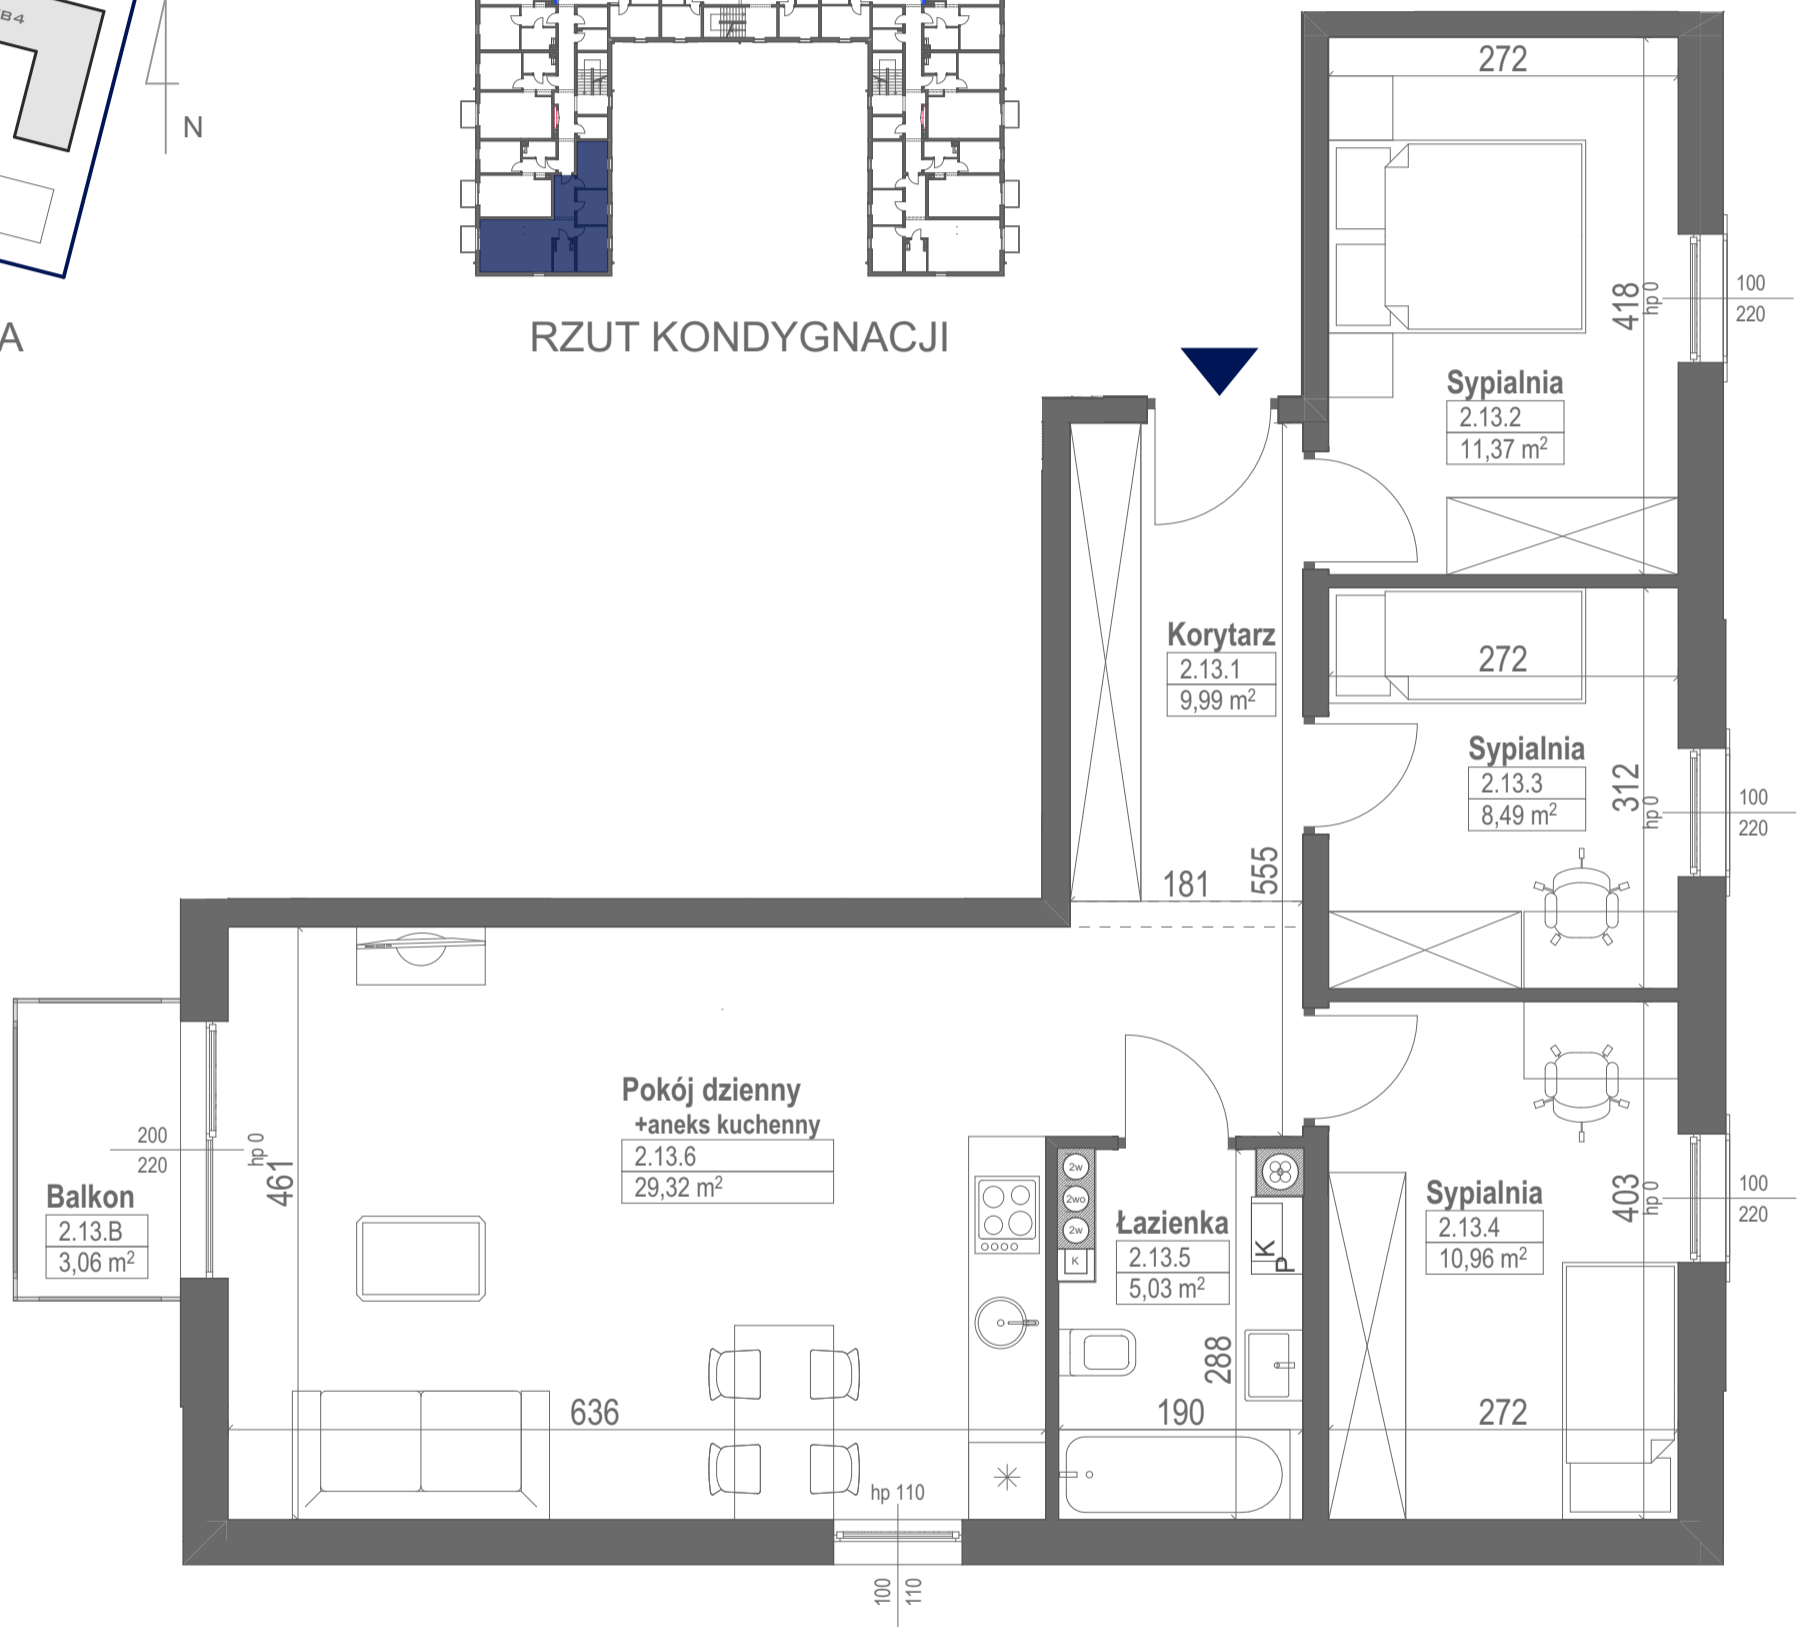 N
A
RZUT KONDYGNACJI
272
418
hp 0
100
220
Sypialnia
2.13.2
11,37 m²
Korytarz
2.13.1
9,99 m²
272
Sypialnia
2.13.3
8,49 m²
312
hp 0
100
220
181
555
Pokój dzienny
+aneks kuchenny
2.13.6
29,32 m²
200
220
hp 0
461
Balkon
2.13.B
3,06 m²
2w
2wo
2w
K
Łazienka
2.13.5
5,03 m²
PK
Sypialnia
2.13.4
10,96 m²
403
hp 0
100
220
288
636
190
272
hp 110
100
110